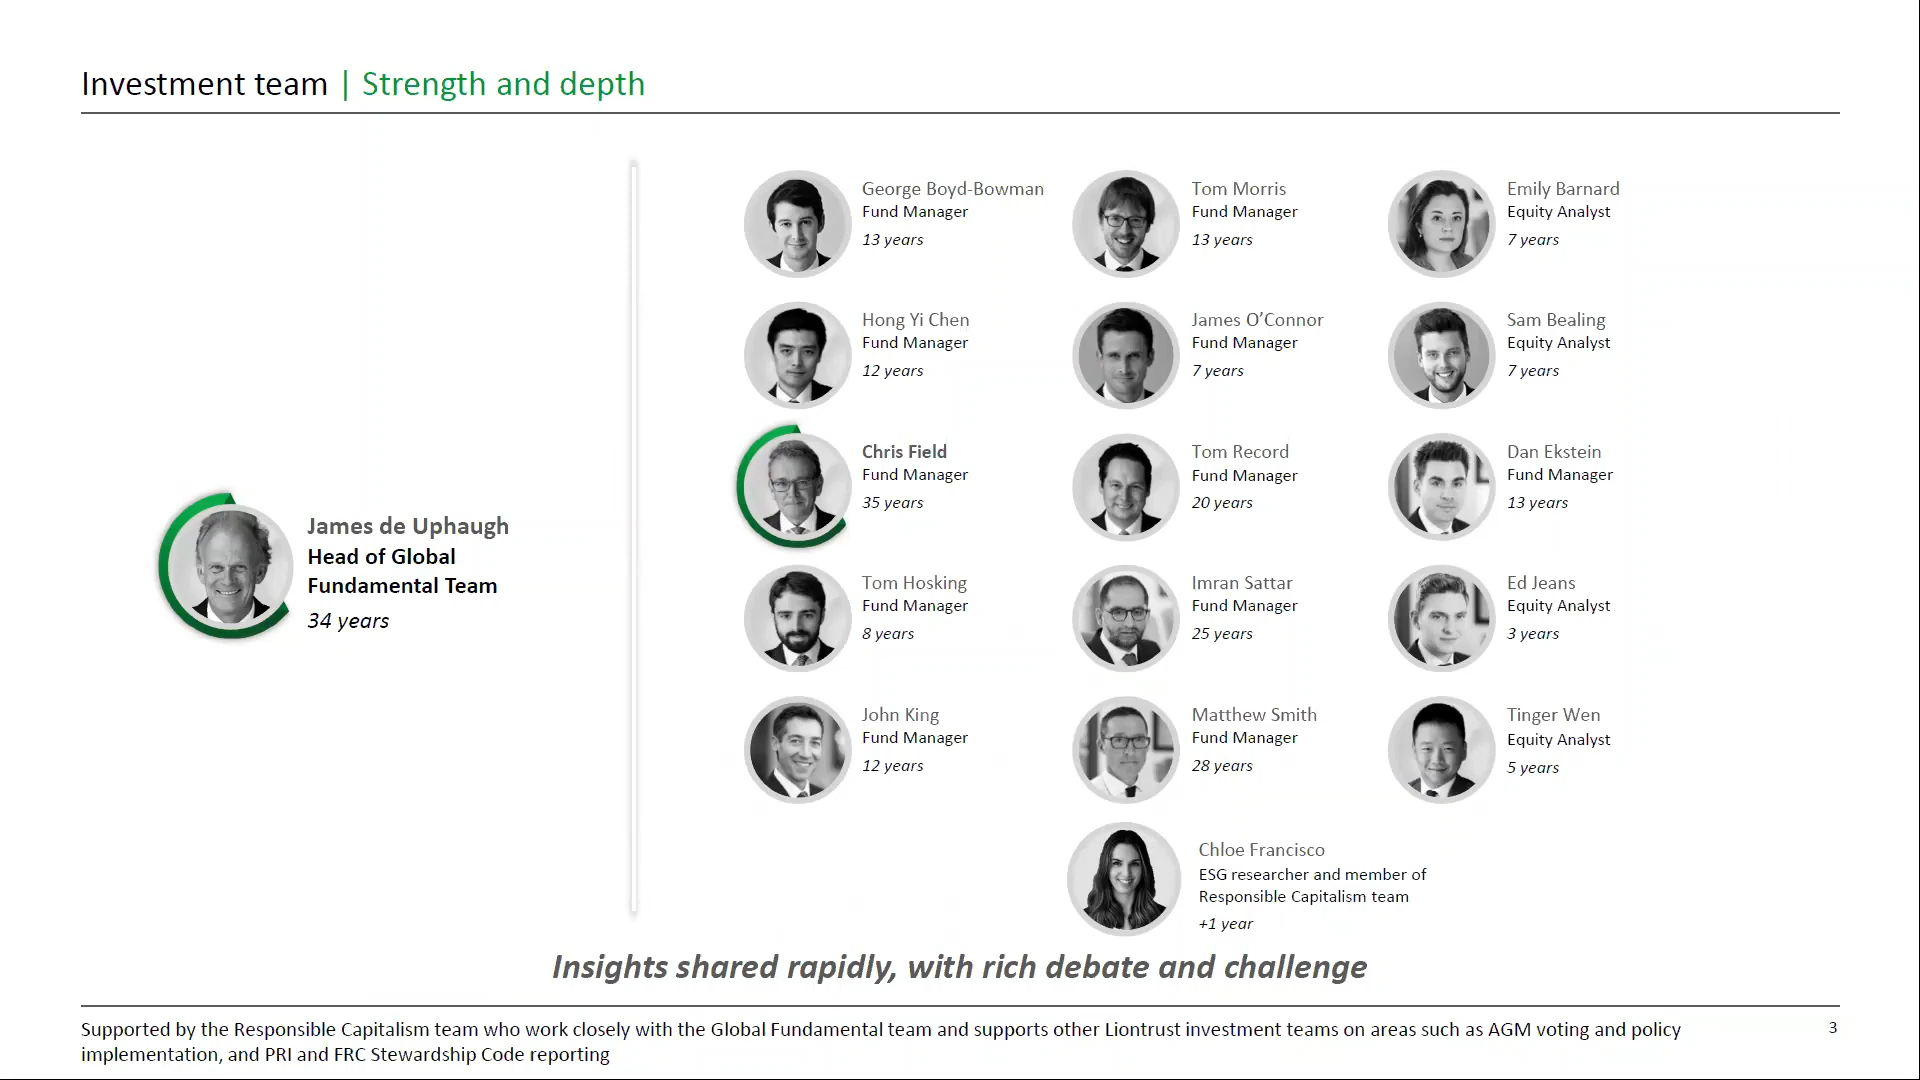 Investment team | Strength and depth
James de Uphaugh
Head of Global
Fundamental Team
34 years
George Boyd-Bowman
Fund Manager
13 years
Tom Morris
Fund Manager
13 years
Emily Barnard
Equity Analyst
7 years
Hong Yi Chen
Fund Manager
12 years
James O’Connor
Fund Manager
7 years
Sam Bealing
Equity Analyst
7 years
Chris Field
Fund Manager
35 years
Tom Record
Fund Manager
20 years
Dan Ekstein
Fund Manager
13 years
Tom Hosking
Fund Manager
8 years
Imran Sattar
Fund Manager
25 years
Ed Jeans
Equity Analyst
3 years
John King
Fund Manager
12 years
Matthew Smith
Fund Manager
28 years
Tinger Wen
Equity Analyst
5 years
Chloe Francisco
ESG researcher and member of
Responsible Capitalism team
+1 year
Insights shared rapidly, with rich debate and challenge
Supported by the Responsible Capitalism team who work closely with the Global Fundamental team and supports other Liontrust investment teams on areas such as AGM voting and policy
implementation, and PRI and FRC Stewardship Code reporting
3